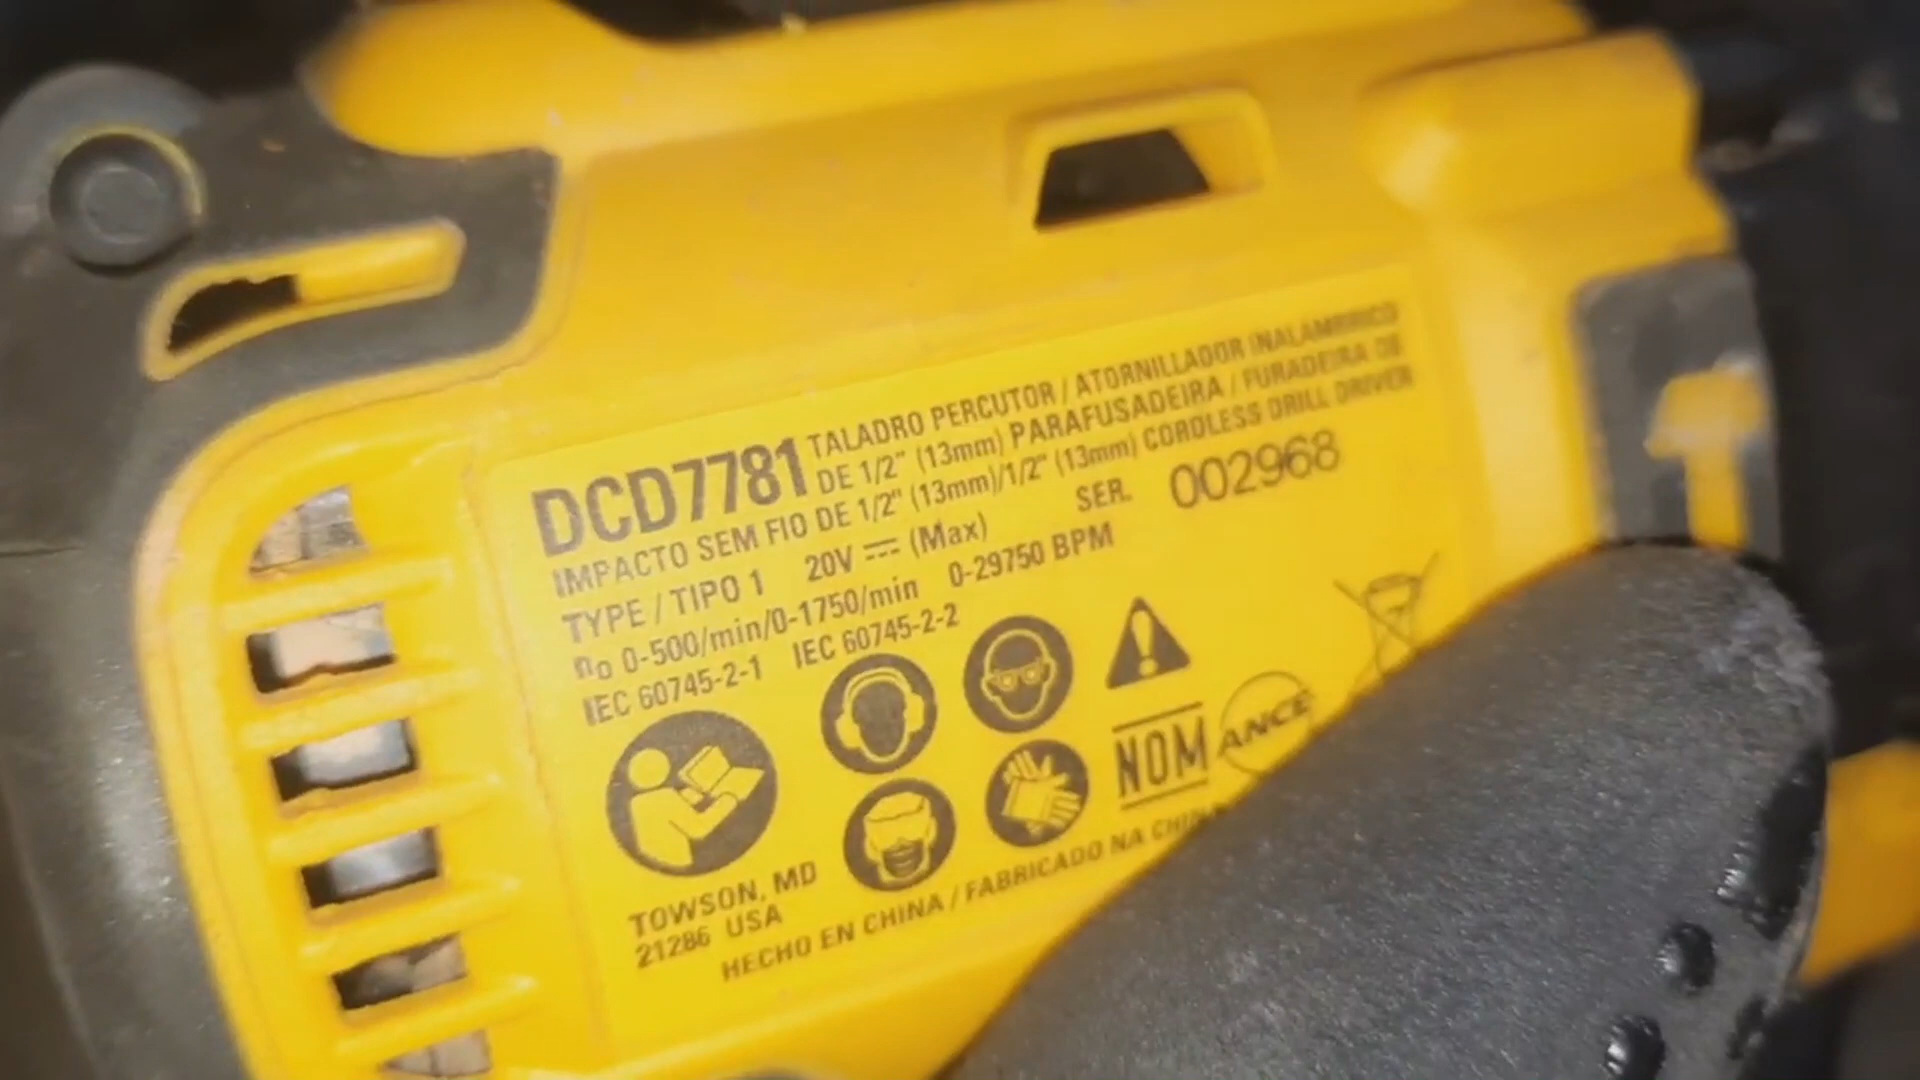 DCD7781 TALADRO PERCUTOR / ATORNILLADOR INALÁMBRICO
DE 1/2" (13mm) PARAFUSADEIRA / FURADEIRA DE
IMPACTO SEM FIO DE 1/2" (13mm)/1/2" (13mm) CORDLESS DRILL DRIVER
TYPE / TIPO 1 20V (Max) SER. 002968
n₀ 0-500/min/0-1750/min 0-29750 BPM
IEC 60745-2-1 IEC 60745-2-2
NOM ANCE
TOWSON, MD
21286 USA
HECHO EN CHINA / FABRICADO NA